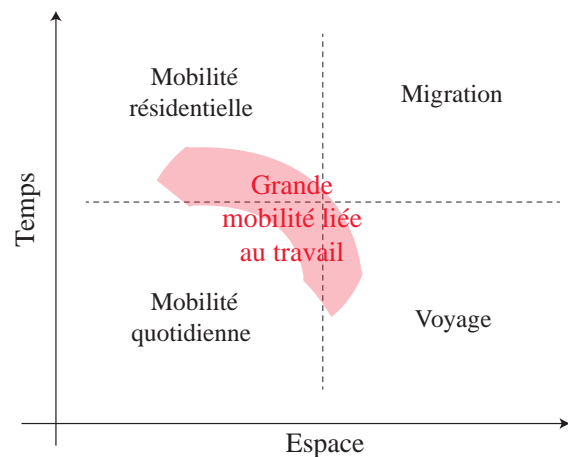 Mobilité
résidentielle
Migration
Grande
mobilité liée
au travail
Temps
Mobilité
quotidienne
Voyage
Espace